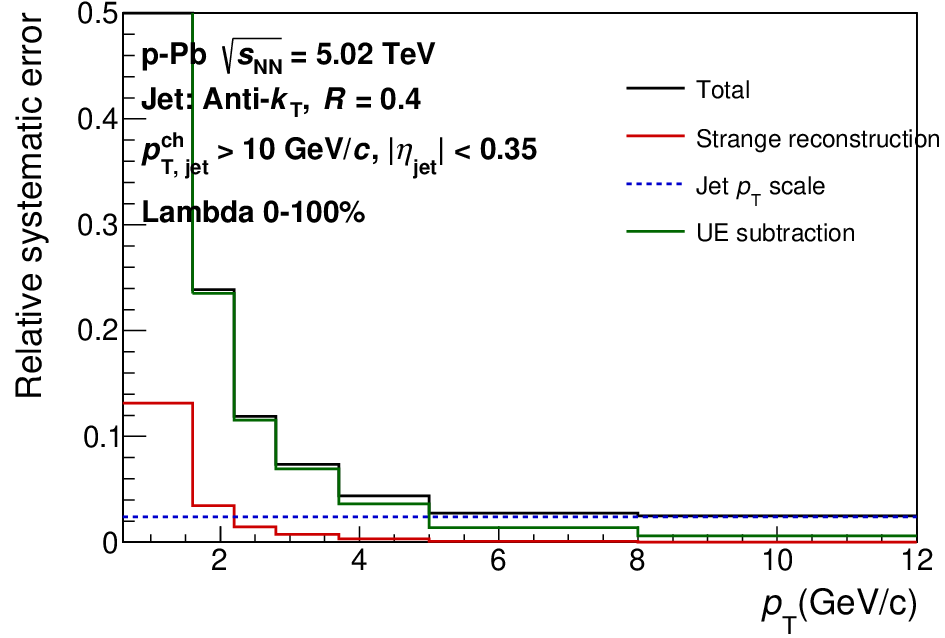 0.5
0.4
0.3
0.2
0.1
0
Relative systematic error
p-Pb √sNN = 5.02 TeV
Jet: Anti-kT, R = 0.4
p^ch_T, jet > 10 GeV/c, |ηjet| < 0.35
Lambda 0-100%
Total
Strange reconstruction
Jet pT scale
UE subtraction
2 4 6 8 10 12
pT(GeV/c)